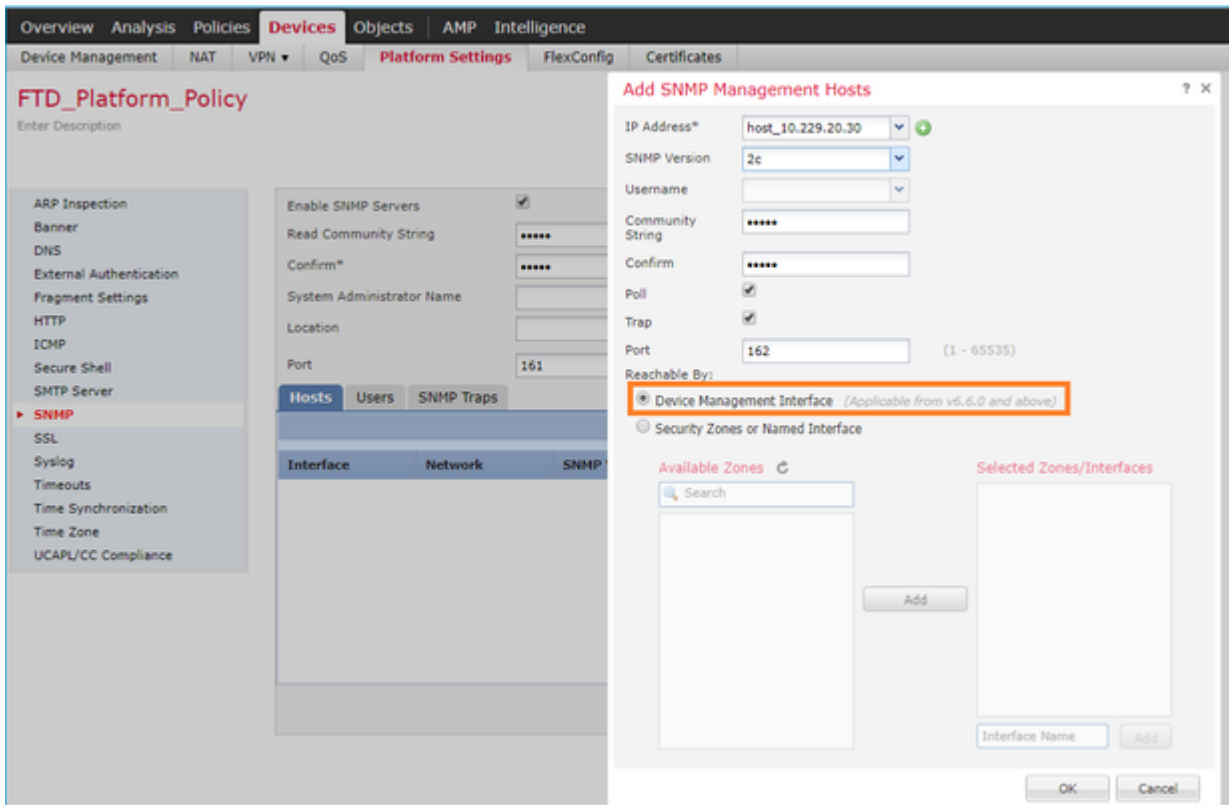 Overview Analysis Policies Devices Objects AMP Intelligence
Device Management NAT VPN ▾ QoS Platform Settings FlexConfig Certificates
FTD_Platform_Policy
Enter Description
ARP Inspection
Banner
DNS
External Authentication
Fragment Settings
HTTP
ICMP
Secure Shell
SMTP Server
SNMP
SSL
Syslog
Timeouts
Time Synchronization
Time Zone
UCAPL/CC Compliance
Enable SNMP Servers
Read Community String •••••
Confirm* •••••
System Administrator Name
Location
Port 161
Hosts Users SNMP Traps
Interface Network SNMP
Add SNMP Management Hosts ? ×
IP Address* host_10.229.20.30
SNMP Version 2c
Username
Community String •••••
Confirm •••••
Poll
Trap
Port 162 (1 - 65535)
Reachable By:
Device Management Interface (Applicable from v6.6.0 and above)
Security Zones or Named Interface
Available Zones
Search
Add
Selected Zones/Interfaces
Interface Name Add
OK Cancel